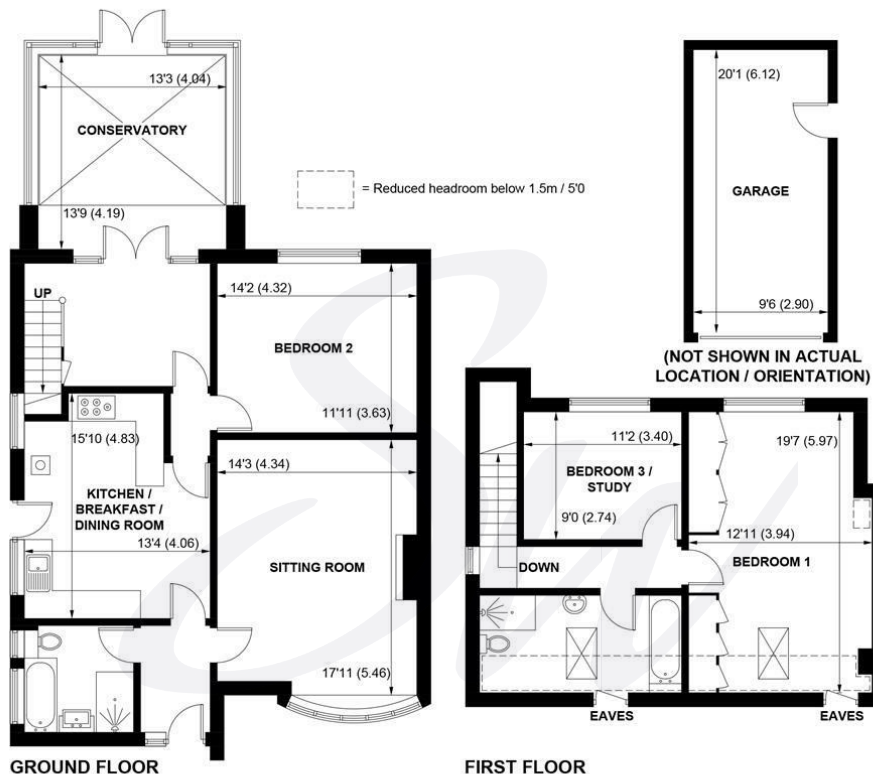 13'3 (4.04)
CONSERVATORY
13'9 (4.19)
= Reduced headroom below 1.5m / 5'0
20'1 (6.12)
GARAGE
9'6 (2.90)
(NOT SHOWN IN ACTUAL
LOCATION / ORIENTATION)
UP
14'2 (4.32)
BEDROOM 2
11'11 (3.63)
15'10 (4.83)
KITCHEN /
BREAKFAST /
DINING ROOM
13'4 (4.06)
14'3 (4.34)
SITTING ROOM
17'11 (5.46)
GROUND FLOOR
11'2 (3.40)
BEDROOM 3 /
STUDY
9'0 (2.74)
19'7 (5.97)
12'11 (3.94)
BEDROOM 1
DOWN
EAVES
EAVES
FIRST FLOOR